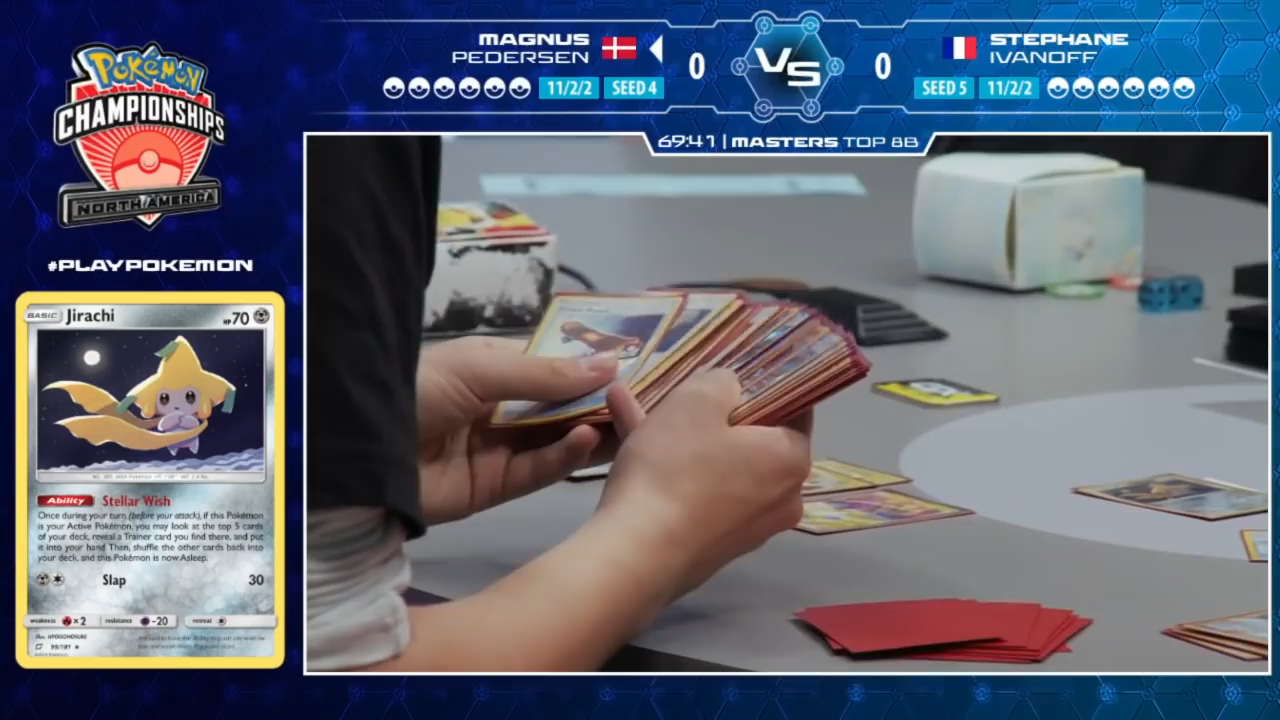 Pokémon
CHAMPIONSHIPS
NORTH AMERICA
#PLAYPOKEMON
MAGNUS
PEDERSEN
11/2/2
SEED 4
0
VS
0
STEPHANE
IVANOFF
SEED 5
11/2/2
69:41 | MASTERS TOP 8B
BASIC Jirachi HP70
Ability Stellar Wish
Once during your turn (before your attack), if this Pokémon
is your Active Pokémon, you may look at the top 5 cards
of your deck, reveal a Trainer card you find there, and put
it into your hand. Then, shuffle the other cards back into
your deck, and this Pokémon is now Asleep.
Slap 30
weakness ×2 resistance -20 retreat
99/181